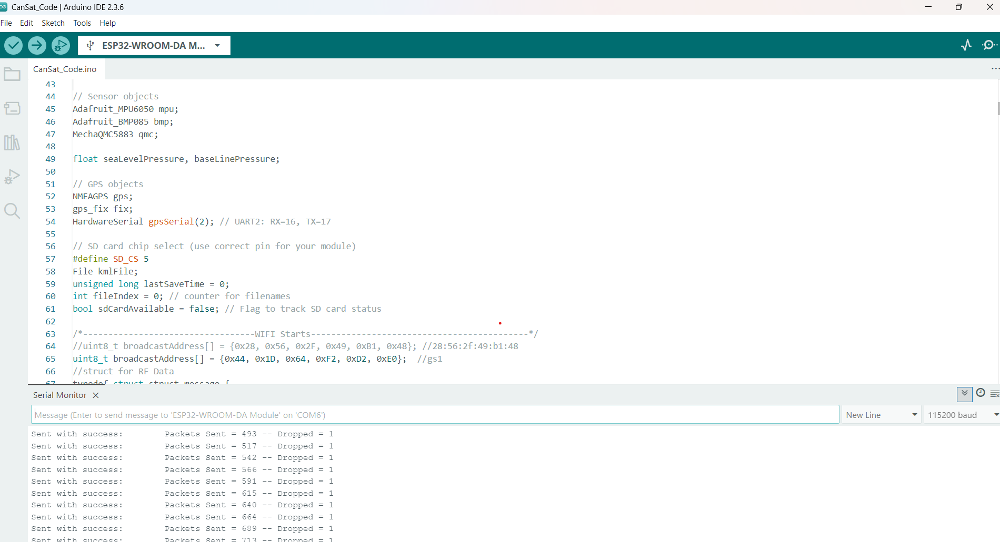 CanSat_Code | Arduino IDE 2.3.6
File Edit Sketch Tools Help
ESP32-WROOM-DA M...
CanSat_Code.ino
43
44 // Sensor objects
45 Adafruit_MPU6050 mpu;
46 Adafruit_BMP085 bmp;
47 MechaQMC5883 qmc;
48
49 float seaLevelPressure, baseLinePressure;
50
51 // GPS objects
52 NMEAGPS gps;
53 gps_fix fix;
54 HardwareSerial gpsSerial(2); // UART2: RX=16, TX=17
55
56 // SD card chip select (use correct pin for your module)
57 #define SD_CS 5
58 File kmlFile;
59 unsigned long lastSaveTime = 0;
60 int fileIndex = 0; // counter for filenames
61 bool sdCardAvailable = false; // Flag to track SD card status
62
63 /*----------------------------------WIFI Starts-------------------------------------------*/
64 //uint8_t broadcastAddress[] = {0x28, 0x56, 0x2F, 0x49, 0xB1, 0x48}; //28:56:2f:49:b1:48
65 uint8_t broadcastAddress[] = {0x44, 0x1D, 0x64, 0xF2, 0xD2, 0xE0}; //gs1
66 //struct for RF Data
67 typedef struct struct_message {
Serial Monitor
Message (Enter to send message to 'ESP32-WROOM-DA Module' on 'COM6')
New Line
115200 baud
Sent with success: Packets Sent = 493 -- Dropped = 1
Sent with success: Packets Sent = 517 -- Dropped = 1
Sent with success: Packets Sent = 542 -- Dropped = 1
Sent with success: Packets Sent = 566 -- Dropped = 1
Sent with success: Packets Sent = 591 -- Dropped = 1
Sent with success: Packets Sent = 615 -- Dropped = 1
Sent with success: Packets Sent = 640 -- Dropped = 1
Sent with success: Packets Sent = 664 -- Dropped = 1
Sent with success: Packets Sent = 689 -- Dropped = 1
Sent with success: Packets Sent = 713 -- Dropped = 1